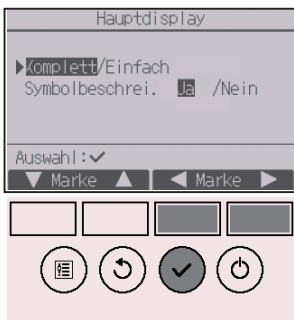 Hauptdisplay
▶Komplett/Einfach
Symbolbeschrei. Ja /Nein
Auswahl:✓
▼ Marke ▲ ◀ Marke ▶